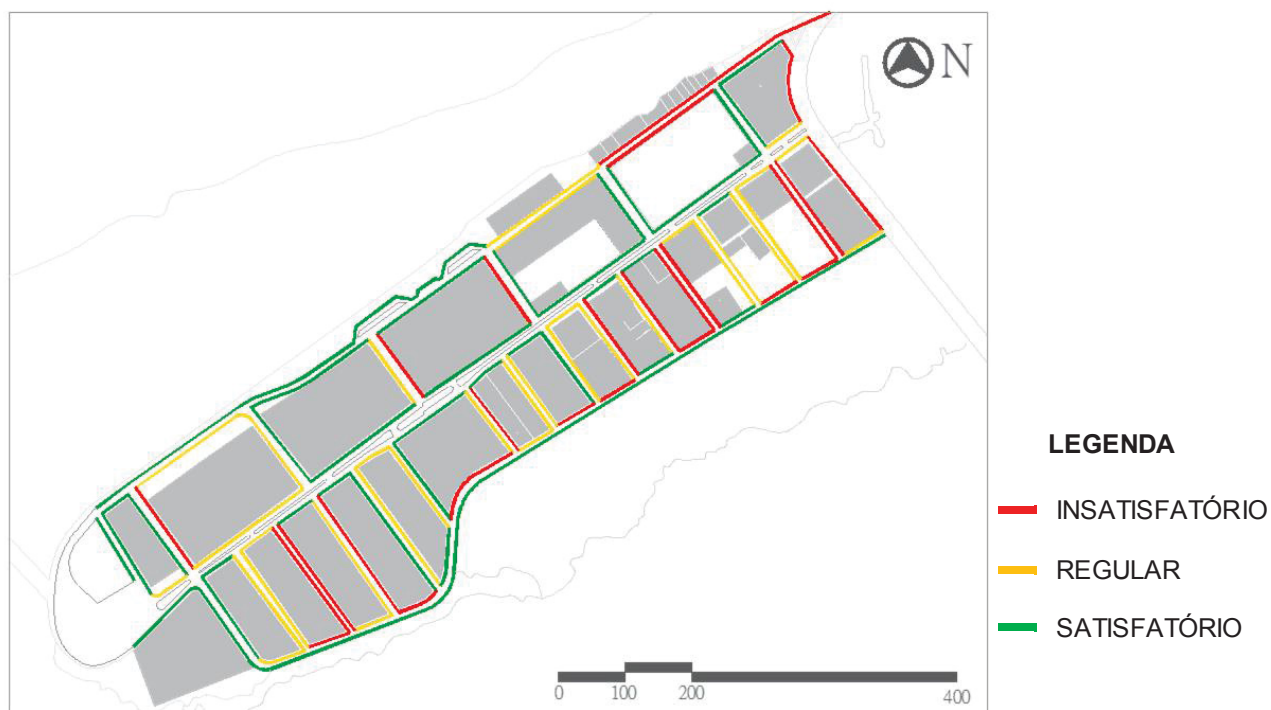 N
LEGENDA
INSATISFATÓRIO
REGULAR
SATISFATÓRIO
0 100 200 400